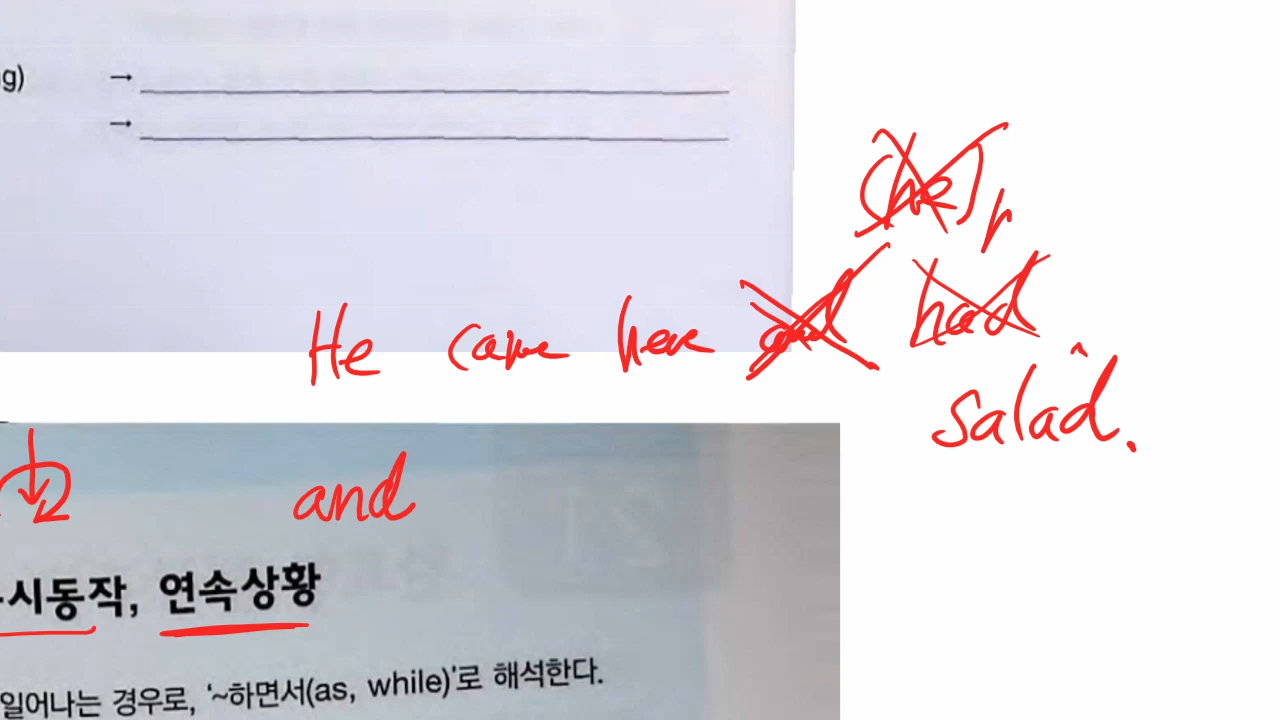 g) →
→
(he),
He came here and had
salad.
and
시동작, 연속상황
일어나는 경우로, '~하면서(as, while)'로 해석한다.